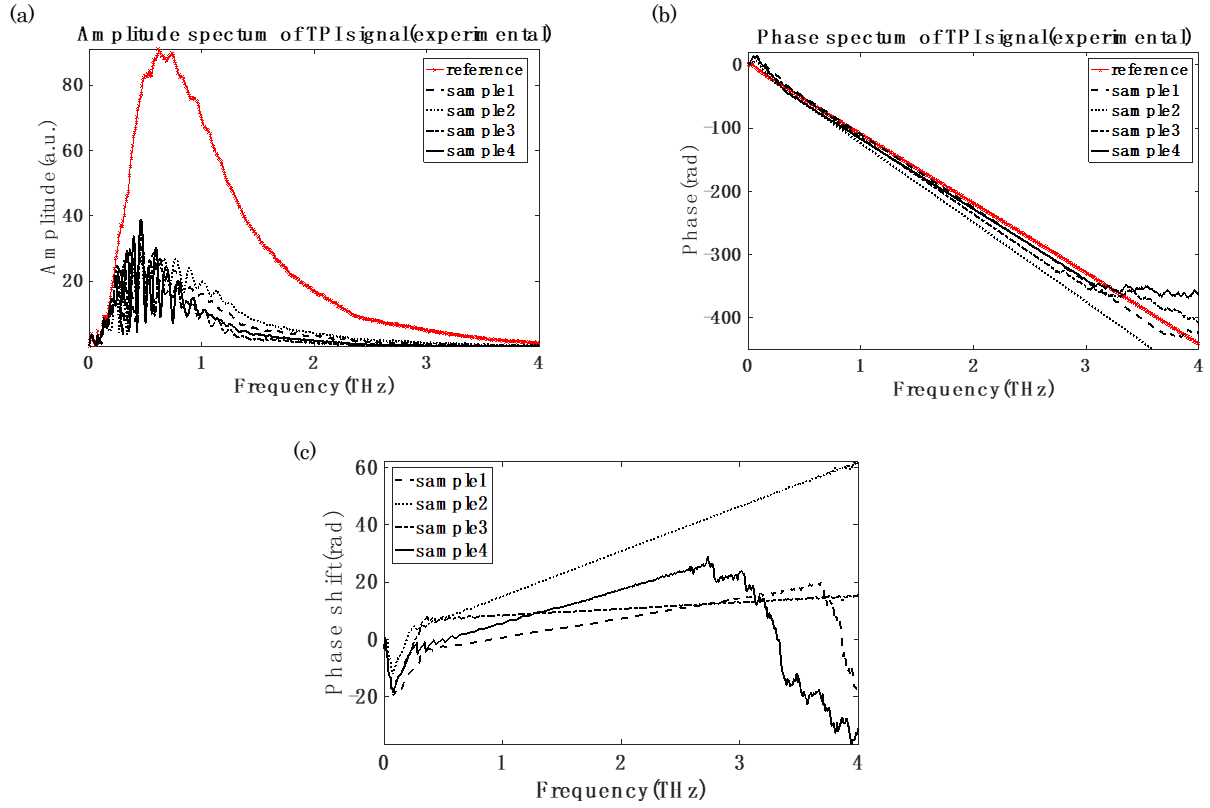 (a)
Amplitude spectum of TPI signal(experimental)
reference
sample1
sample2
sample3
sample4
80
60
40
20
0
1
2
3
4
Amplitude(a.u.)
Frequency(THz)
(b)
Phase spectrum of TPI signal(experimental)
reference
sample1
sample2
sample3
sample4
0
−100
−200
−300
−400
0
1
2
3
4
Phase(rad)
Frequency(THz)
(c)
sample1
sample2
sample3
sample4
60
40
20
0
−20
0
1
2
3
4
Phase shift(rad)
Frequency(THz)